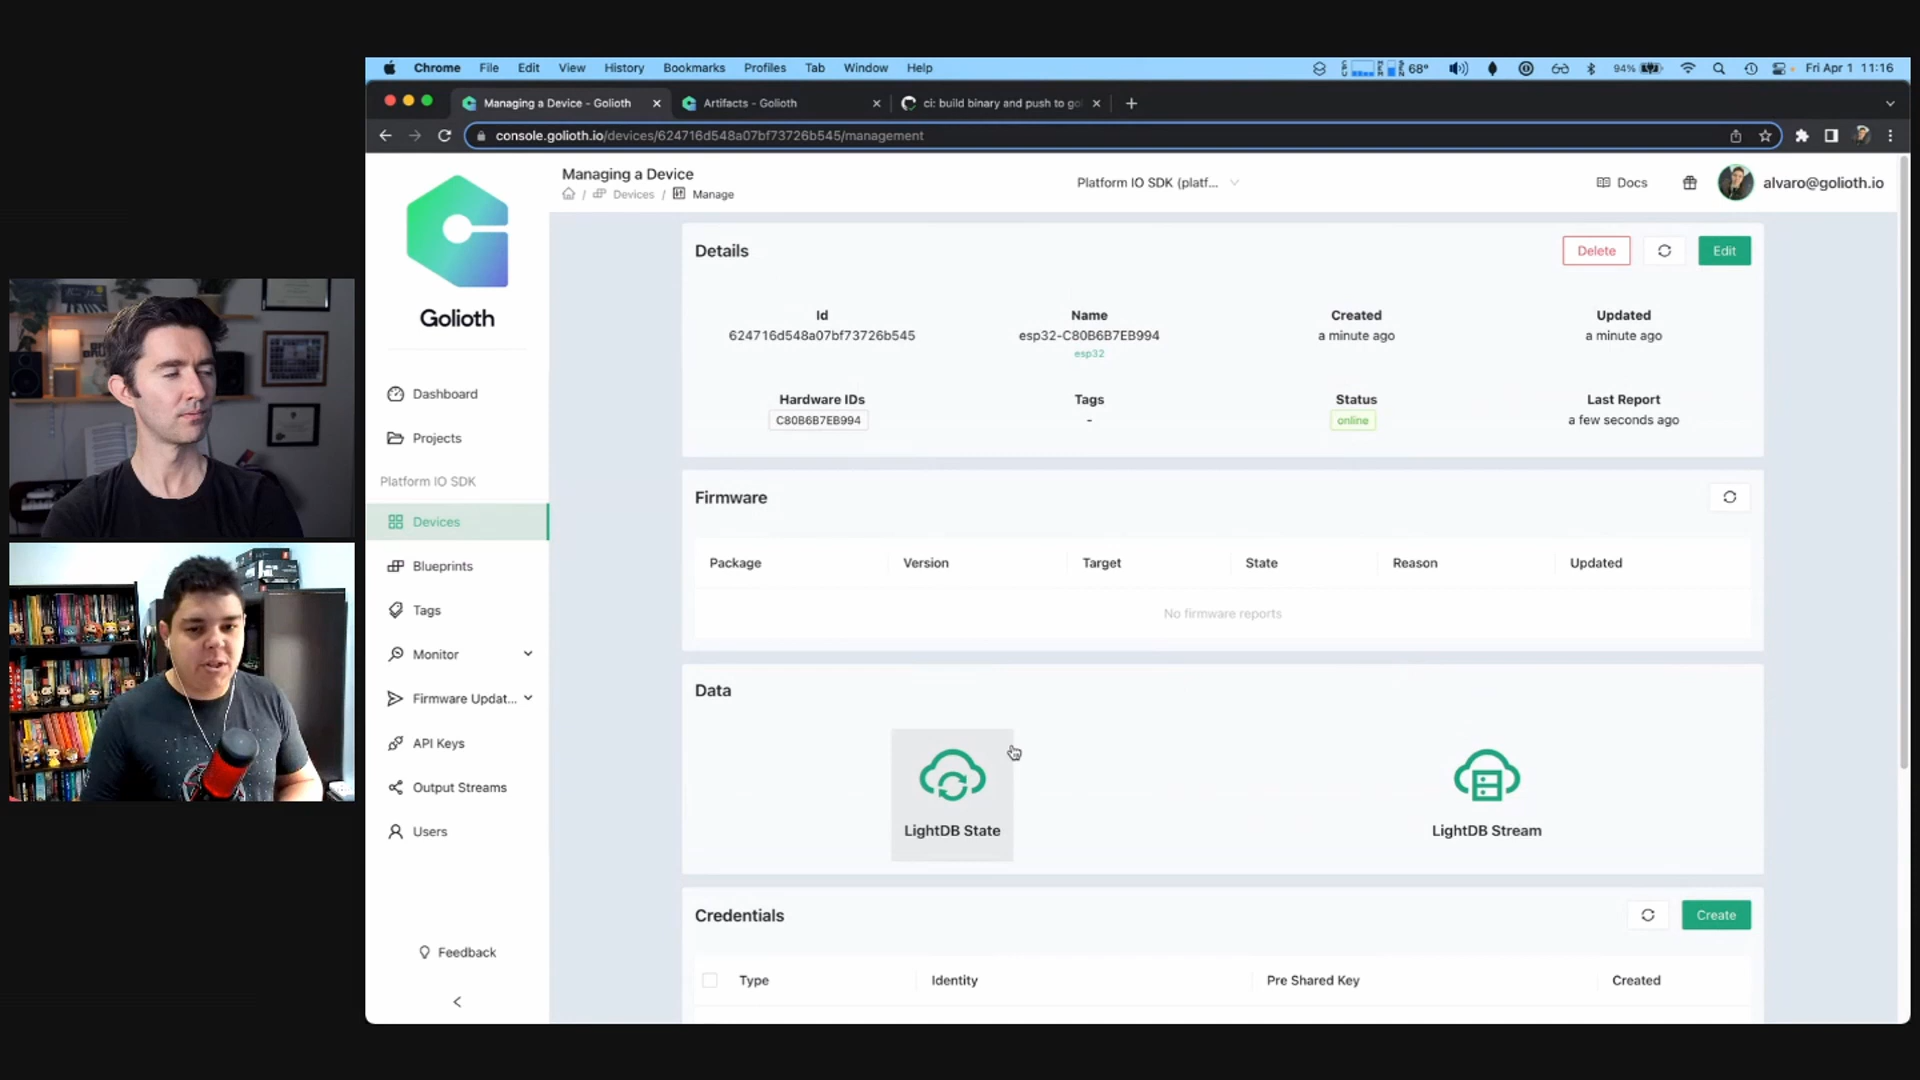 Chrome File Edit View History Bookmarks Profiles Tab Window Help
68° 94% Fri Apr 1 11:16
Managing a Device - Golioth
Artifacts - Golioth
ci: build binary and push to go
console.golioth.io/devices/624716d548a07bf73726b545/management
Golioth
Managing a Device
/ Devices / Manage
Platform IO SDK (platf...
Docs
alvaro@golioth.io
Dashboard
Projects
Platform IO SDK
Devices
Blueprints
Tags
Monitor
Firmware Updat...
API Keys
Output Streams
Users
Feedback
Details
Delete
Edit
Id
624716d548a07bf73726b545
Name
esp32-C80B6B7EB994
esp32
Created
a minute ago
Updated
a minute ago
Hardware IDs
C80B6B7EB994
Tags
-
Status
online
Last Report
a few seconds ago
Firmware
Package Version Target State Reason Updated
No firmware reports
Data
LightDB State
LightDB Stream
Credentials
Create
Type Identity Pre Shared Key Created